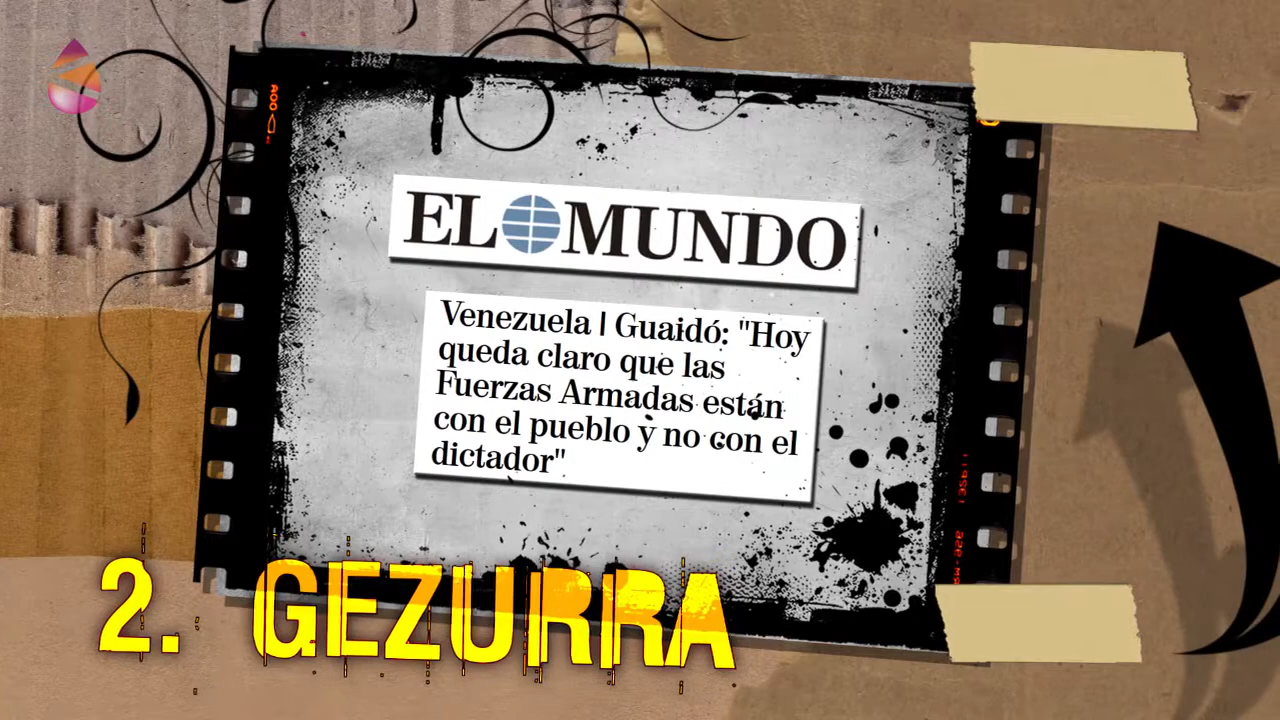 EL MUNDO
Venezuela | Guaidó: "Hoy
queda claro que las
Fuerzas Armadas están
con el pueblo y no con el
dictador"
2. GEZURRA